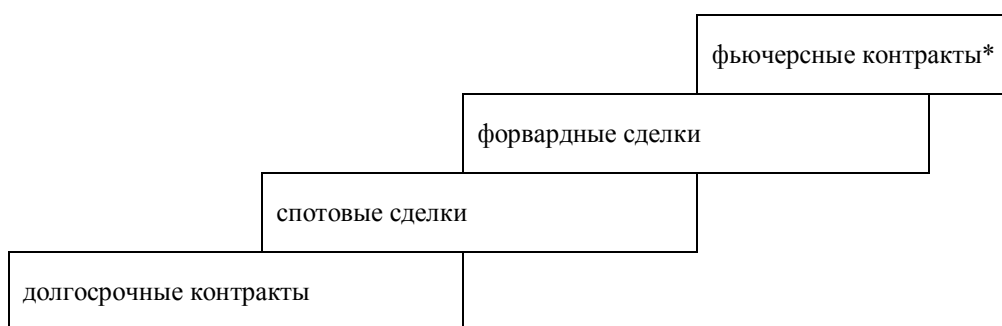 фьючерсные контракты*
форвардные сделки
спотовые сделки
долгосрочные контракты